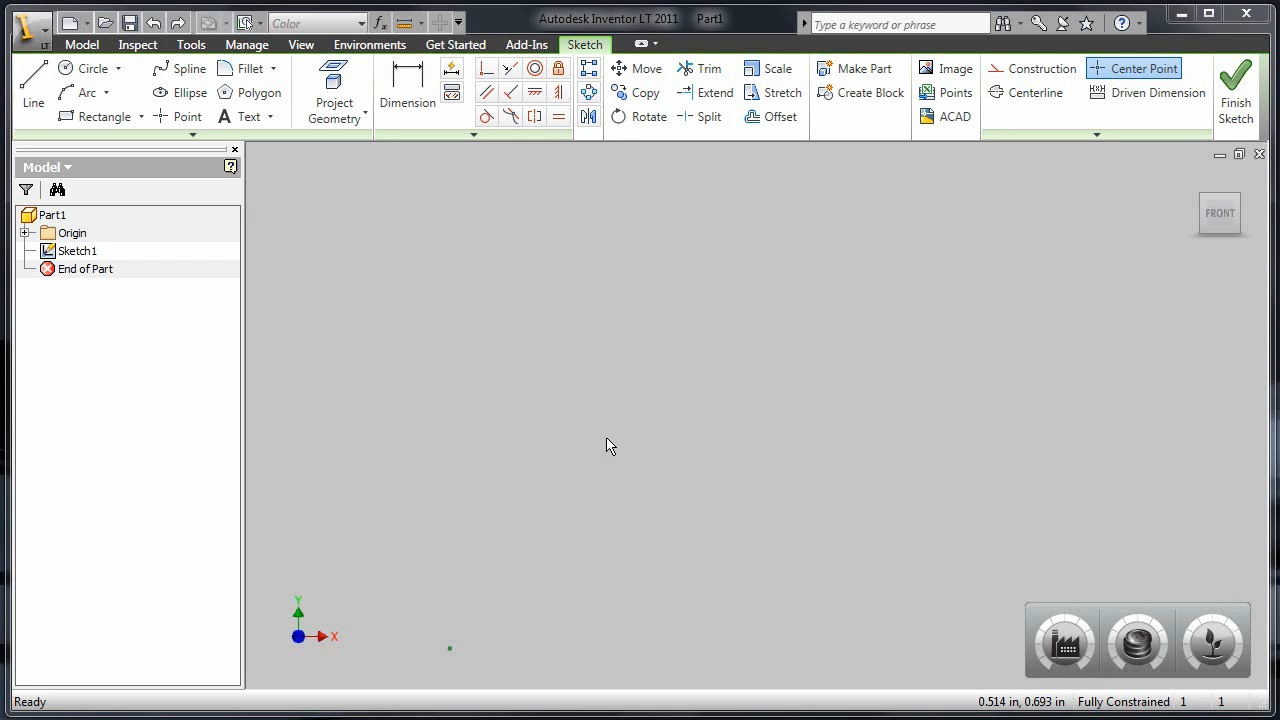 Color
Autodesk Inventor LT 2011 Part1
Type a keyword or phrase
LT
Model Inspect Tools Manage View Environments Get Started Add-Ins Sketch
Line
Circle
Arc
Rectangle
Spline
Ellipse
Point
Fillet
Polygon
Text
Project
Geometry
Dimension
Move
Copy
Rotate
Trim
Extend
Split
Scale
Stretch
Offset
Make Part
Create Block
Image
Points
ACAD
Construction
Centerline
Center Point
Driven Dimension
Finish
Sketch
Model
Part1
Origin
Sketch1
End of Part
FRONT
Y
X
Ready
0.514 in, 0.693 in Fully Constrained 1 1